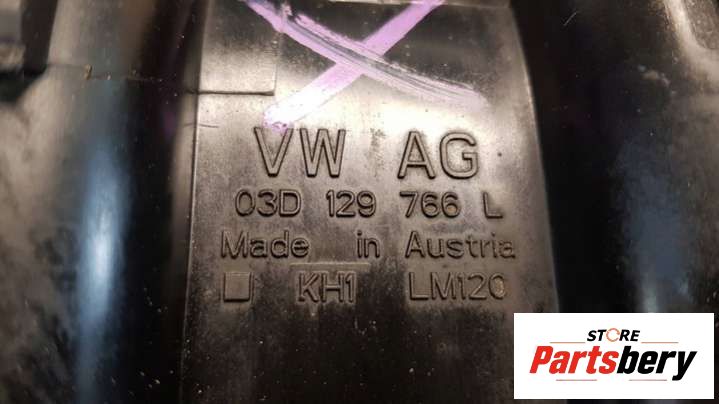 VW AG
03D 129 766 L
Made in Austria
KH1 LM120
STORE
Partsbery